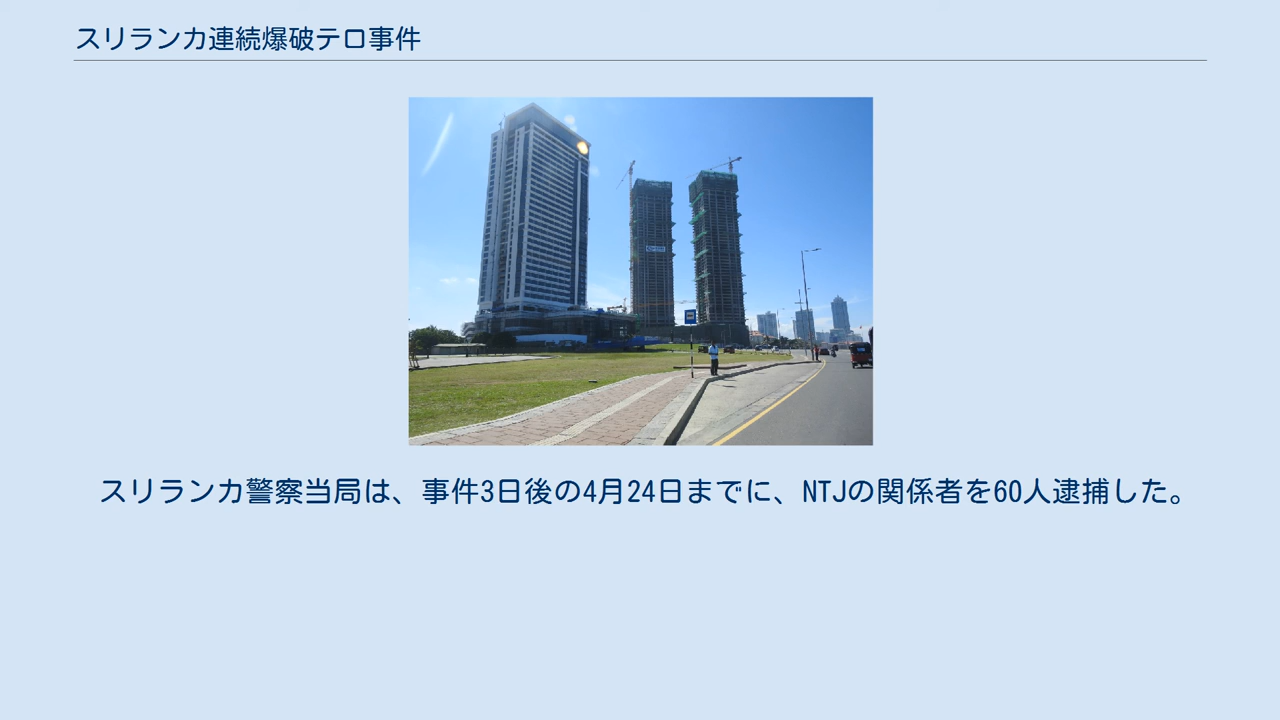 スリランカ連続爆破テロ事件
スリランカ警察当局は、事件3日後の4月24日までに、NTJの関係者を60人逮捕した。